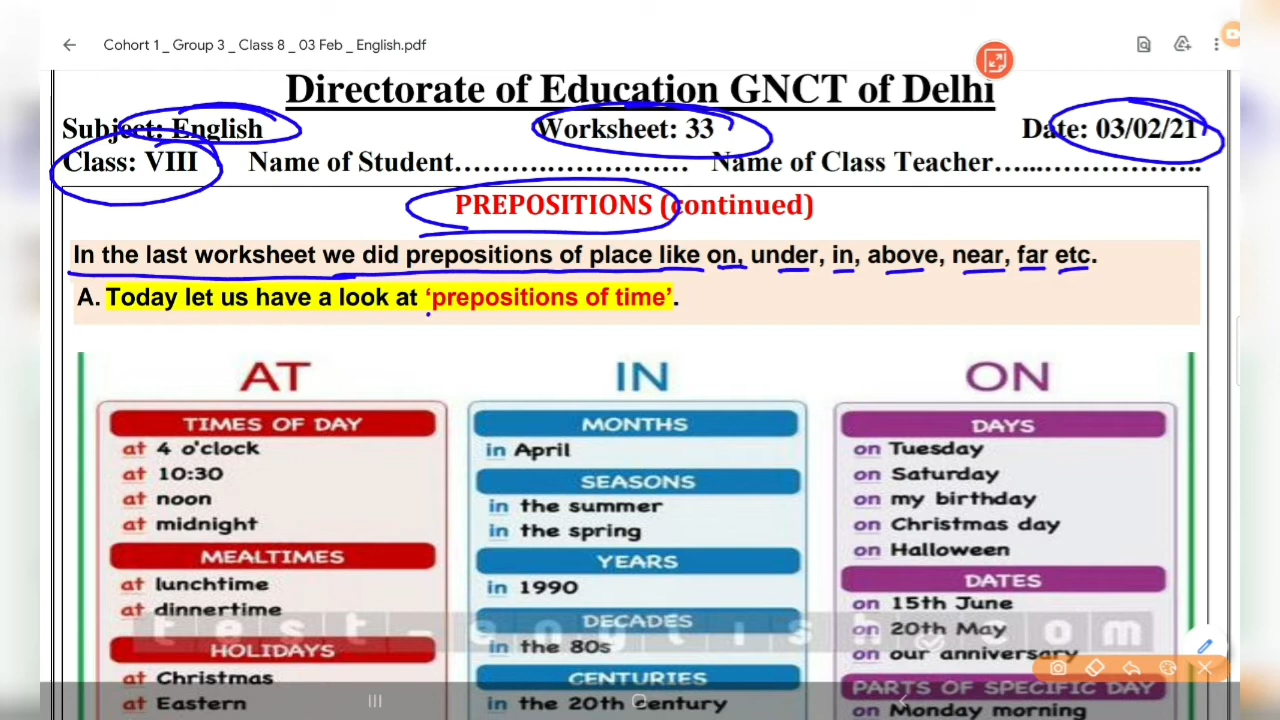 Cohort 1 _ Group 3 _ Class 8 _ 03 Feb _ English.pdf
Directorate of Education GNCT of Delhi
Subject: English Worksheet: 33 Date: 03/02/21
Class: VIII Name of Student……….…………… Name of Class Teacher…...……………..
PREPOSITIONS (continued)
In the last worksheet we did prepositions of place like on, under, in, above, near, far etc.
A. Today let us have a look at ‘prepositions of time’.
AT
TIMES OF DAY
at 4 o'clock
at 10:30
at noon
at midnight
MEALTIMES
at lunchtime
at dinnertime
HOLIDAYS
at Christmas
at Eastern
IN
MONTHS
in April
SEASONS
in the summer
in the spring
YEARS
in 1990
DECADES
in the 80s
CENTURIES
in the 20th Century
ON
DAYS
on Tuesday
on Saturday
on my birthday
on Christmas day
on Halloween
DATES
on 15th June
on 20th May
on our anniversary
PARTS OF SPECIFIC DAY
on Monday morning
test-english.com